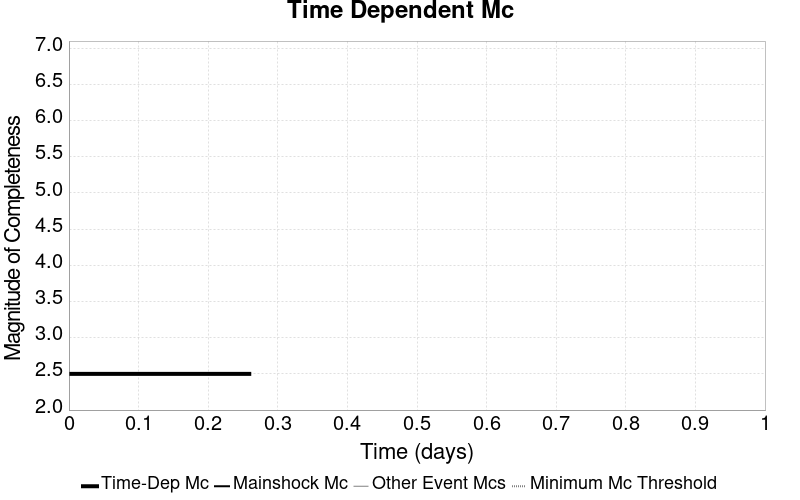 Time Dependent Mc
7.0
6.5
6.0
5.5
5.0
4.5
4.0
3.5
3.0
2.5
2.0
Magnitude of Completeness
0 0.1 0.2 0.3 0.4 0.5 0.6 0.7 0.8 0.9 1
Time (days)
Time-Dep Mc Mainshock Mc Other Event Mcs Minimum Mc Threshold